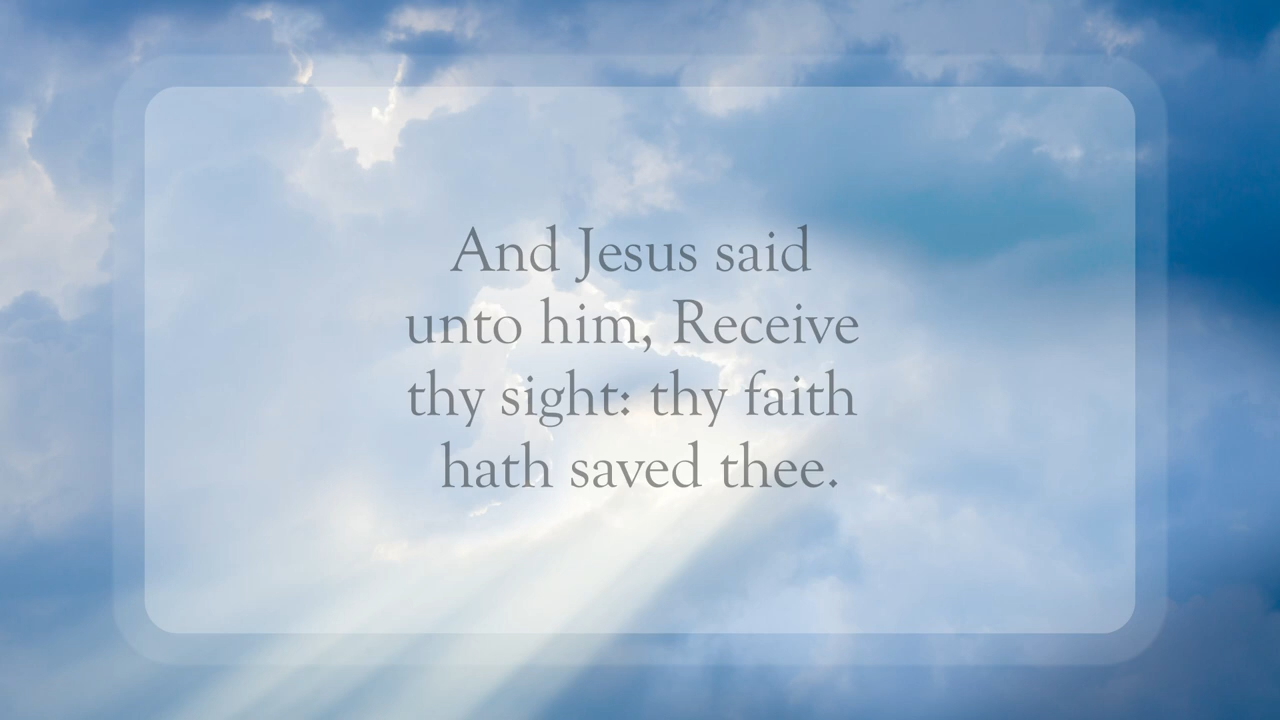 And Jesus said
unto him, Receive
thy sight: thy faith
hath saved thee.